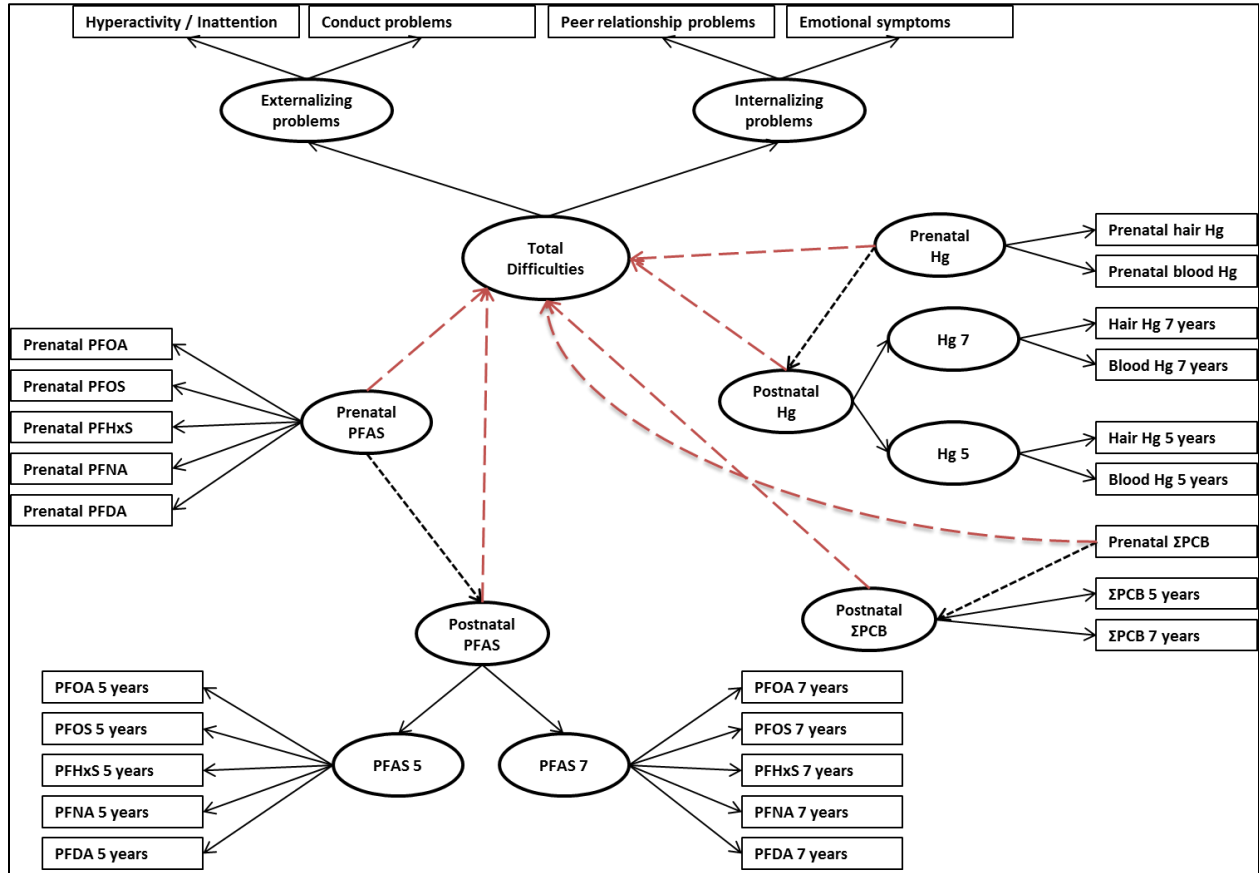 Hyperactivity / Inattention
Conduct problems
Peer relationship problems
Emotional symptoms
Externalizing
problems
Internalizing
problems
Total
Difficulties
Prenatal
Hg
Prenatal hair Hg
Prenatal blood Hg
Hg 7
Hair Hg 7 years
Blood Hg 7 years
Postnatal
Hg
Hg 5
Hair Hg 5 years
Blood Hg 5 years
Prenatal PFOA
Prenatal PFOS
Prenatal PFHxS
Prenatal PFNA
Prenatal PFDA
Prenatal
PFAS
Prenatal ΣPCB
ΣPCB 5 years
ΣPCB 7 years
Postnatal
ΣPCB
Postnatal
PFAS
PFOA 5 years
PFOS 5 years
PFHxS 5 years
PFNA 5 years
PFDA 5 years
PFAS 5
PFAS 7
PFOA 7 years
PFOS 7 years
PFHxS 7 years
PFNA 7 years
PFDA 7 years